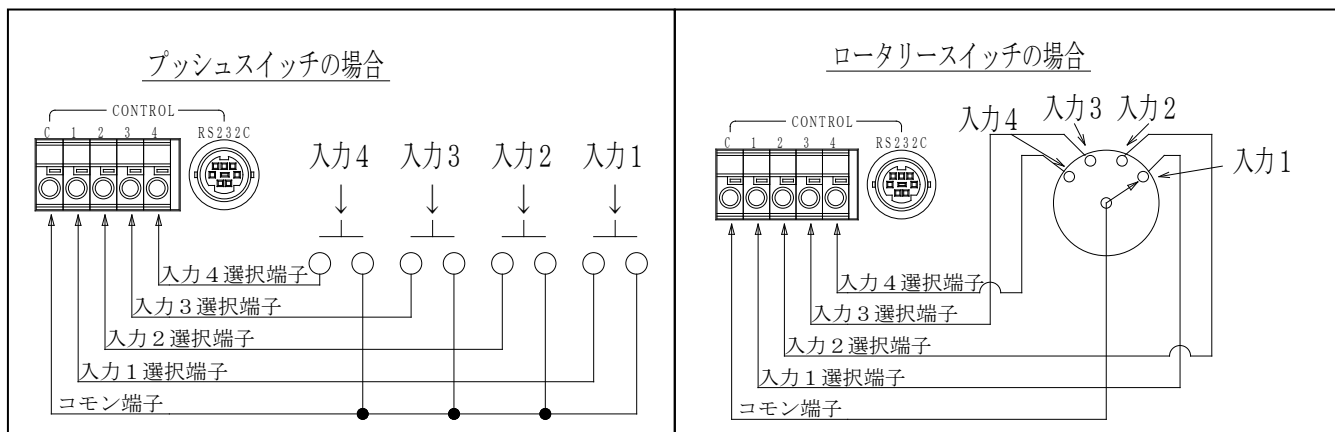 プッシュスイッチの場合
CONTROL
C 1 2 3 4 RS232C
入力4 入力3 入力2 入力1
入力４選択端子
入力３選択端子
入力２選択端子
入力１選択端子
コモン端子
ロータリースイッチの場合
CONTROL
C 1 2 3 4 RS232C
入力4 入力3 入力2 入力1
入力４選択端子
入力３選択端子
入力２選択端子
入力１選択端子
コモン端子